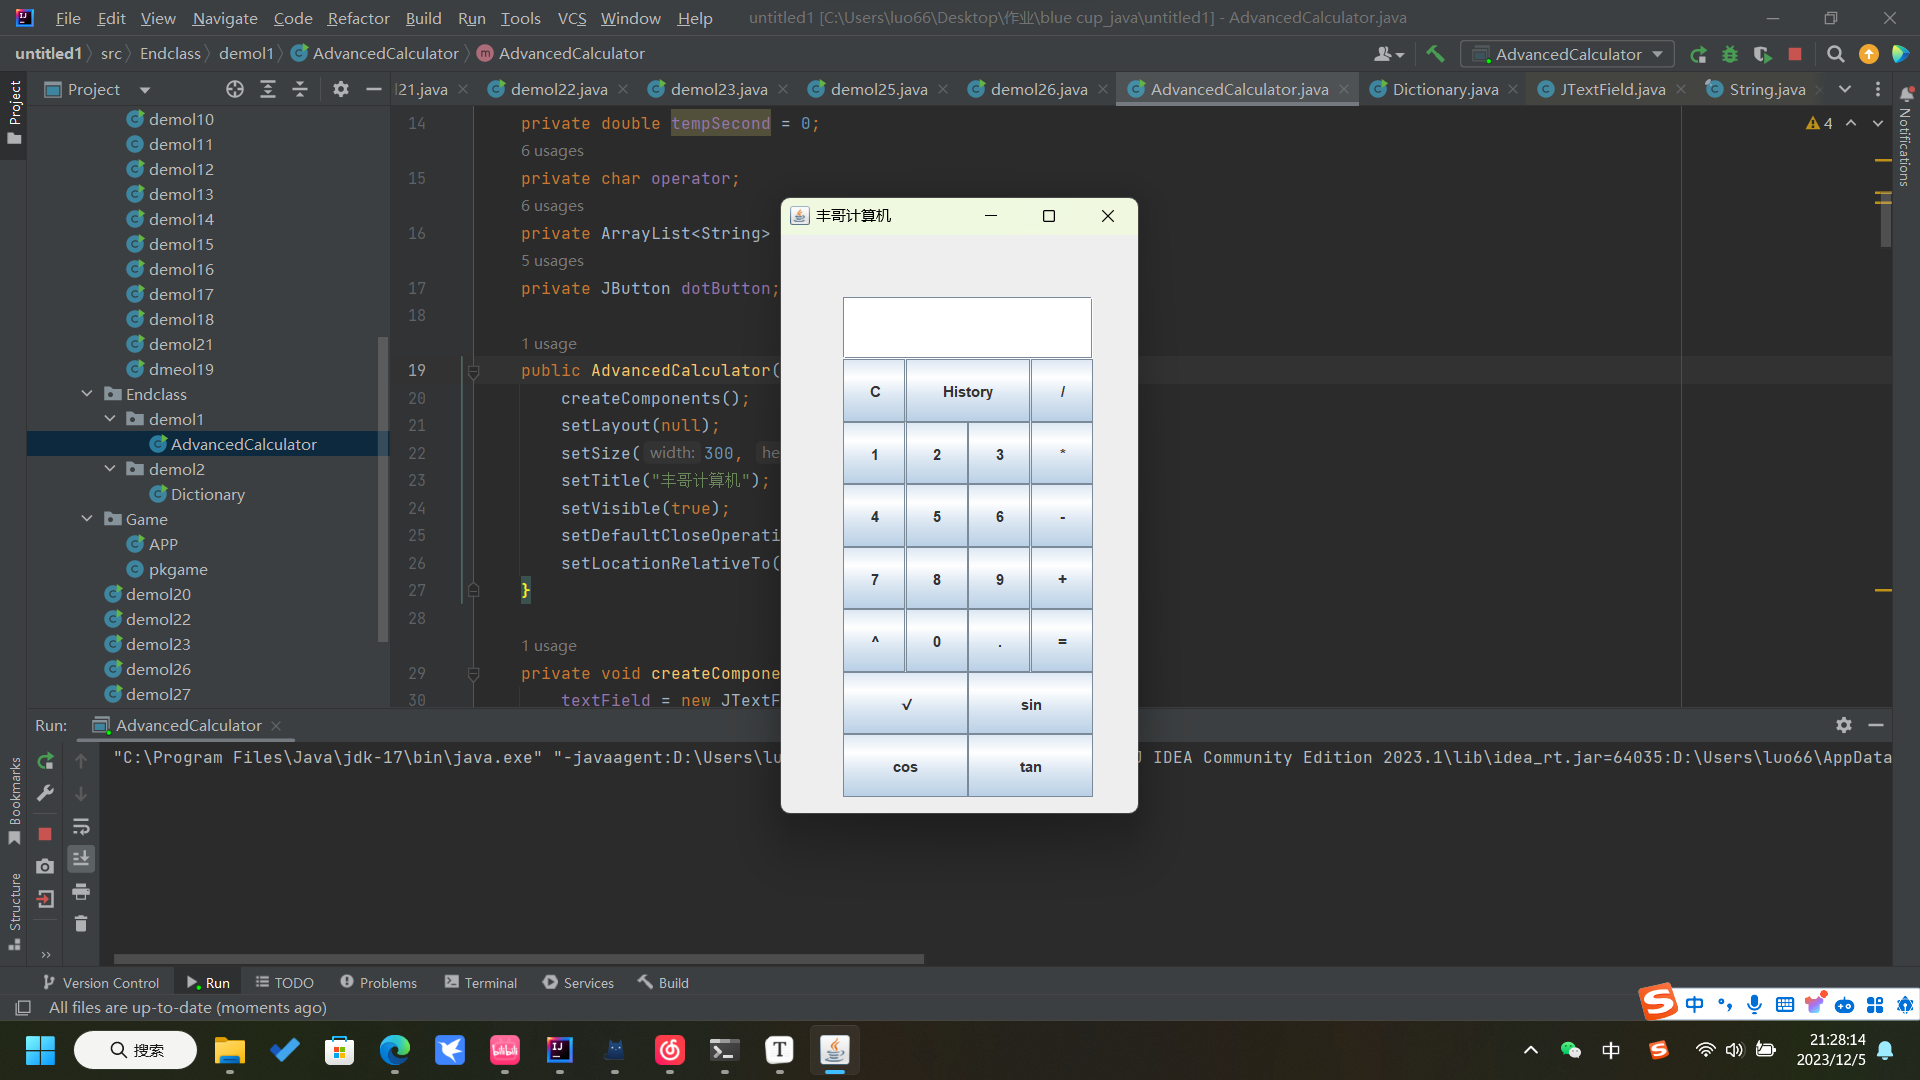 File Edit View Navigate Code Refactor Build Run Tools VCS Window Help untitled1 [C:\Users\luo66\Desktop\作业\blue cup_java\untitled1] - AdvancedCalculator.java
untitled1 src Endclass demol1 AdvancedCalculator AdvancedCalculator
AdvancedCalculator
Project
l21.java demol22.java demol23.java demol25.java demol26.java AdvancedCalculator.java Dictionary.java JTextField.java String.java
Project
Notifications
demol10
demol11
demol12
demol13
demol14
demol15
demol16
demol17
demol18
demol21
dmeol19
Endclass
demol1
AdvancedCalculator
demol2
Dictionary
Game
APP
pkgame
demol20
demol22
demol23
demol26
demol27
4
14 private double tempSecond = 0;
6 usages
15 private char operator;
6 usages
16 private ArrayList<String>
5 usages
17 private JButton dotButton;
18
1 usage
19 public AdvancedCalculator(
20 createComponents();
21 setLayout(null);
22 setSize( width: 300, he
23 setTitle("丰哥计算机");
24 setVisible(true);
25 setDefaultCloseOperati
26 setLocationRelativeTo(
27 }
28
1 usage
29 private void createCompone
30 textField = new JTextF
丰哥计算机
C History /
1 2 3 *
4 5 6 -
7 8 9 +
^ 0 . =
√ sin
cos tan
Run: AdvancedCalculator
"C:\Program Files\Java\jdk-17\bin\java.exe" "-javaagent:D:\Users\lu
J IDEA Community Edition 2023.1\lib\idea_rt.jar=64035:D:\Users\luo66\AppData
Bookmarks
Structure
Version Control Run TODO Problems Terminal Services Build
All files are up-to-date (moments ago)
中
搜索
中
21:28:14
2023/12/5